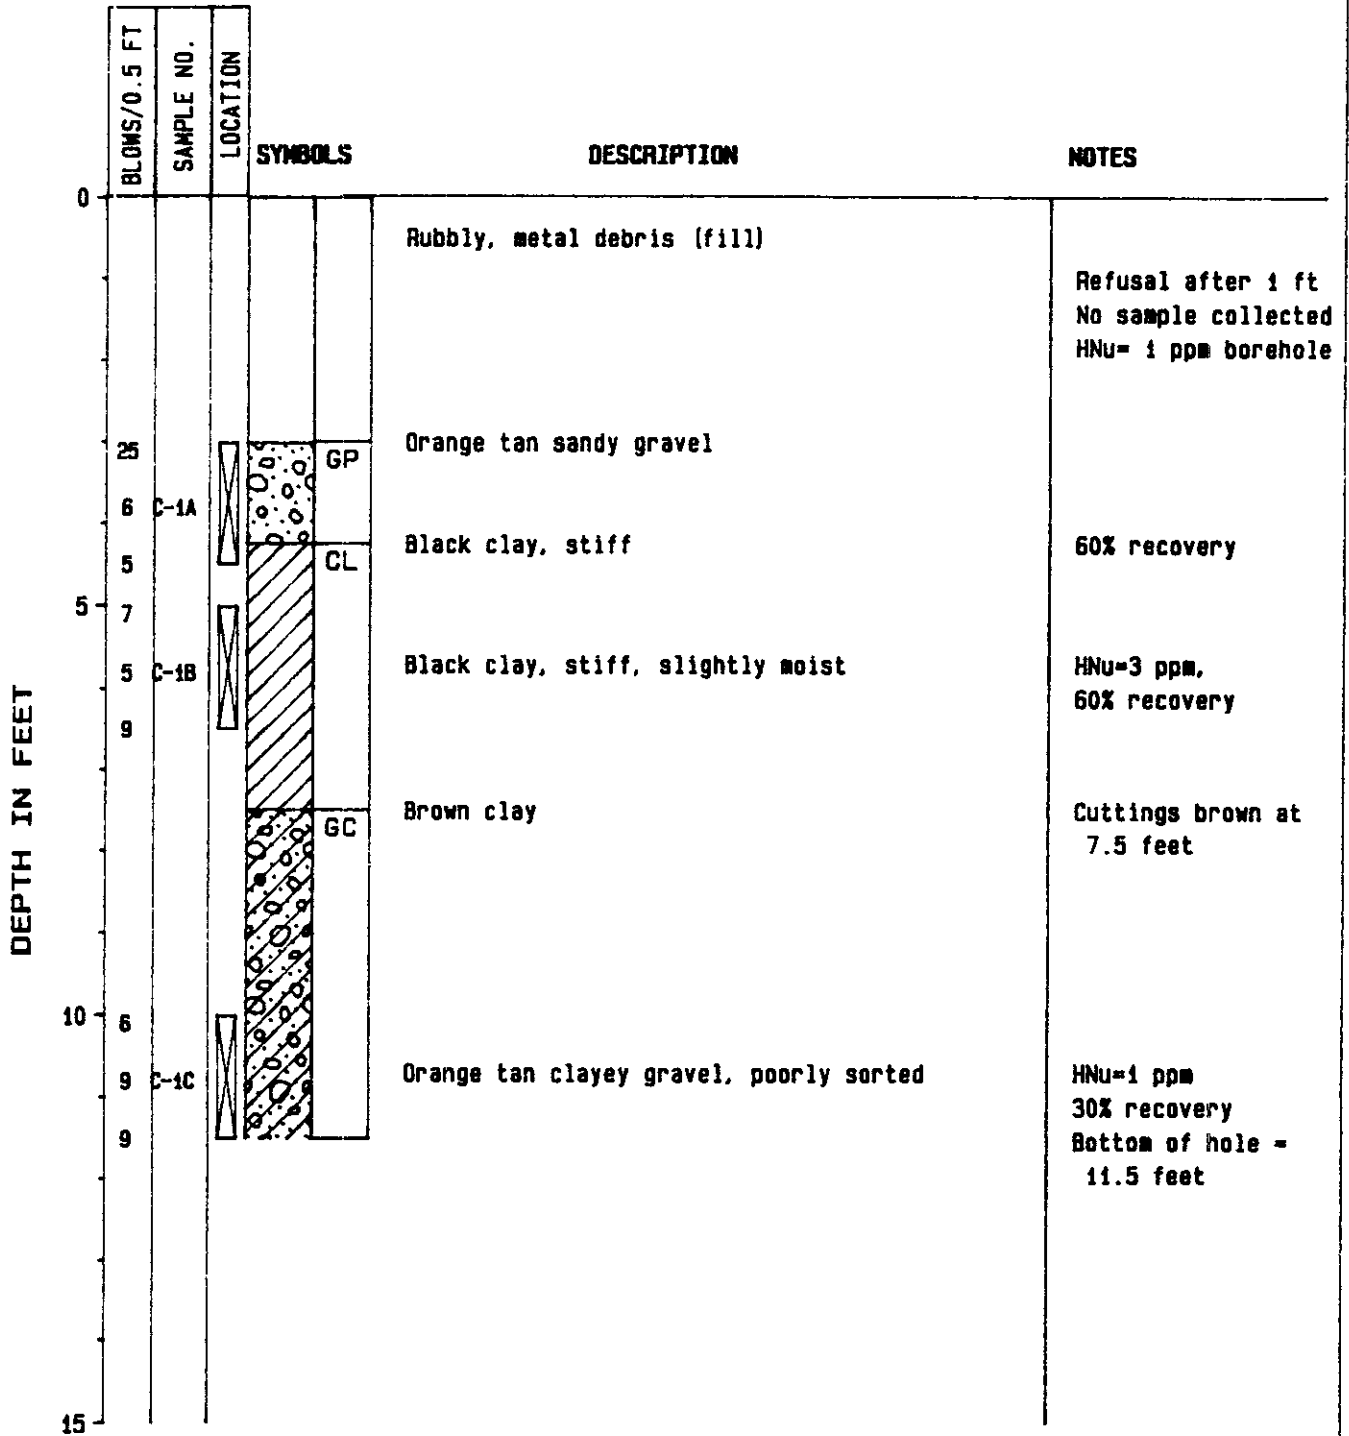 BLOWS/0.5 FT
SAMPLE NO.
LOCATION
SYMBOLS
DESCRIPTION
NOTES
0
Rubbly, metal debris (fill)
Refusal after 1 ft
No sample collected
HNu= 1 ppm borehole
25
GP
Orange tan sandy gravel
6
C-1A
5
CL
Black clay, stiff
60% recovery
5
7
5
C-1B
Black clay, stiff, slightly moist
HNu=3 ppm,
60% recovery
9
DEPTH IN FEET
GC
Brown clay
Cuttings brown at
7.5 feet
10
6
9
C-1C
Orange tan clayey gravel, poorly sorted
HNu=1 ppm
30% recovery
9
Bottom of hole =
11.5 feet
15